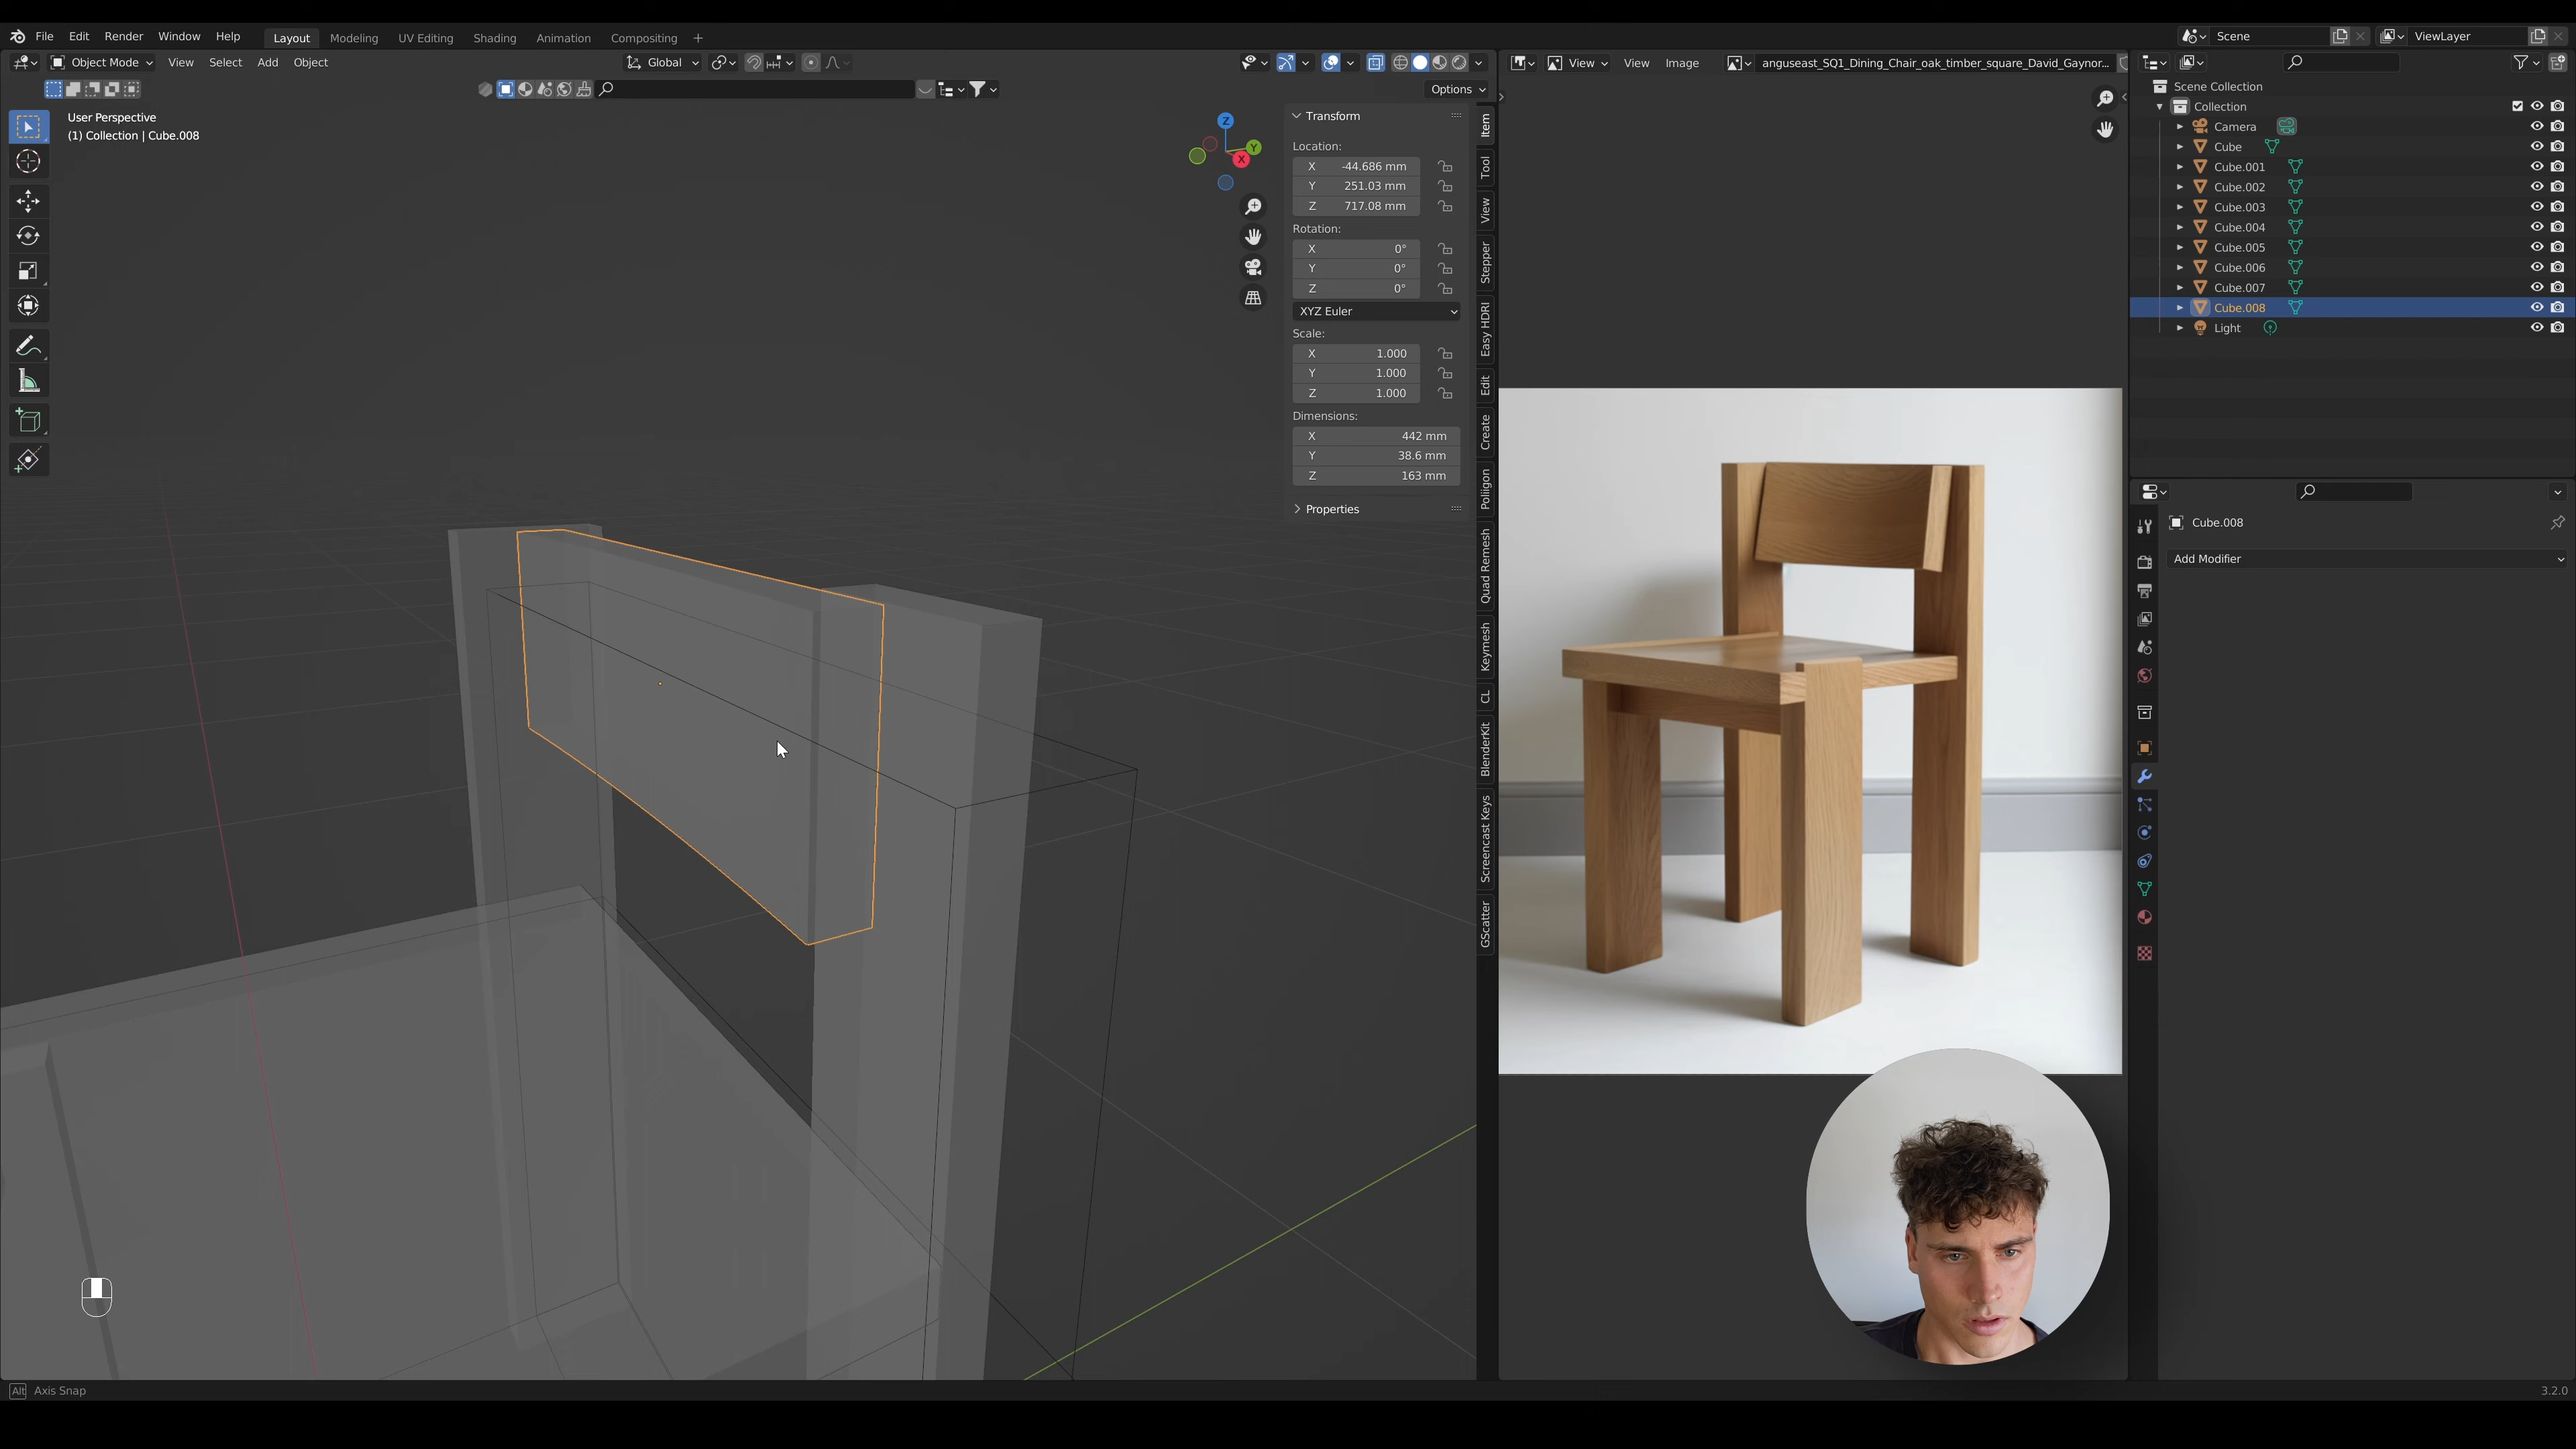 File Edit Render Window Help Layout Modeling UV Editing Shading Animation Compositing +
Scene ViewLayer
Object Mode View Select Add Object Global
View View Image anguseast_SQ1_Dining_Chair_oak_timber_square_David_Gaynor...
Options
User Perspective
(1) Collection | Cube.008
Z
Y
X
Transform
Location:
X -44.686 mm
Y 251.03 mm
Z 717.08 mm
Rotation:
X 0°
Y 0°
Z 0°
XYZ Euler
Scale:
X 1.000
Y 1.000
Z 1.000
Dimensions:
X 442 mm
Y 38.6 mm
Z 163 mm
Properties
Item
Tool
View
Stepper
Easy HDRI
Edit
Create
Poliigon
Quad Remesh
Keymesh
CL
BlenderKit
Screencast Keys
GScatter
Scene Collection
Collection
Camera
Cube
Cube.001
Cube.002
Cube.003
Cube.004
Cube.005
Cube.006
Cube.007
Cube.008
Light
Cube.008
Add Modifier
Alt Axis Snap
3.2.0